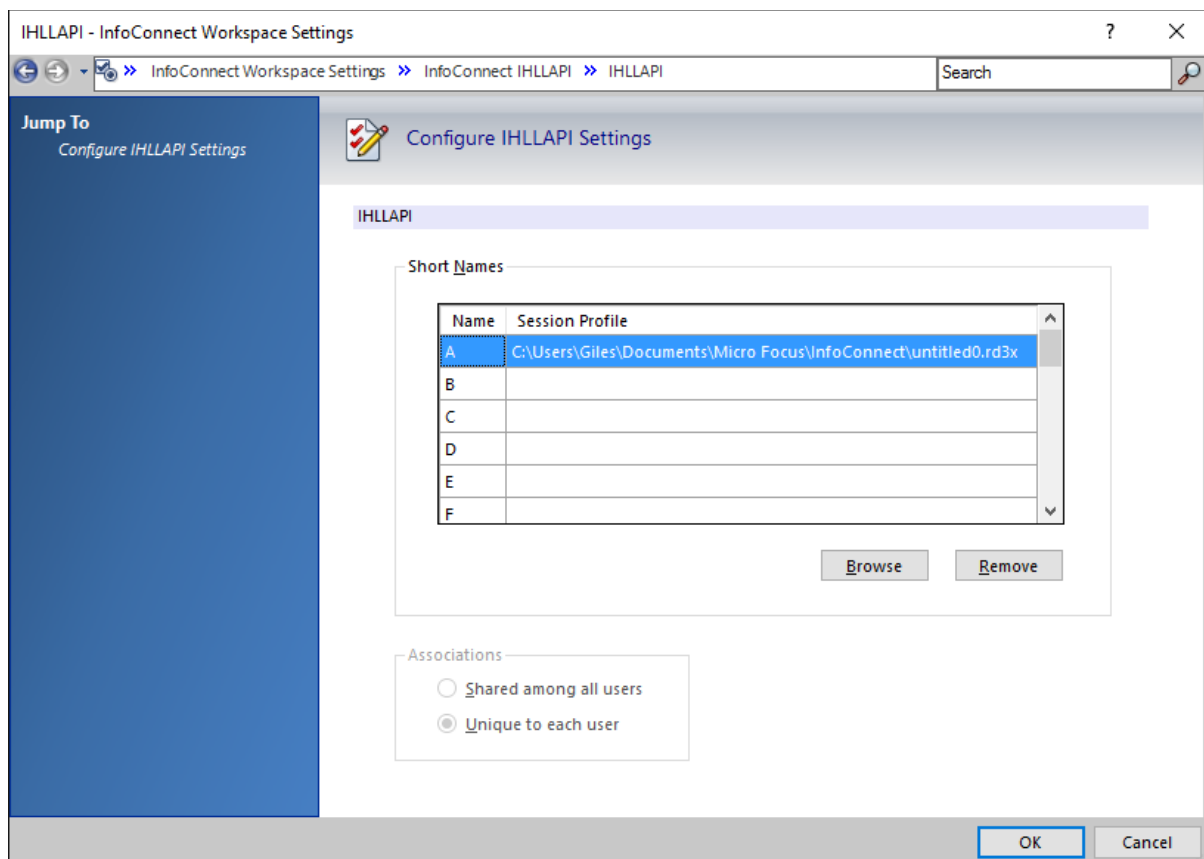 IHLLAPI - InfoConnect Workspace Settings ?
InfoConnect Workspace Settings InfoConnect IHLLAPI IHLLAPI Search
Jump To
Configure IHLLAPI Settings
Configure IHLLAPI Settings
IHLLAPI
Short Names
Name Session Profile
A C:\Users\Giles\Documents\Micro Focus\InfoConnect\untitled0.rd3x
B
C
D
E
F
Browse Remove
Associations
Shared among all users
Unique to each user
OK Cancel